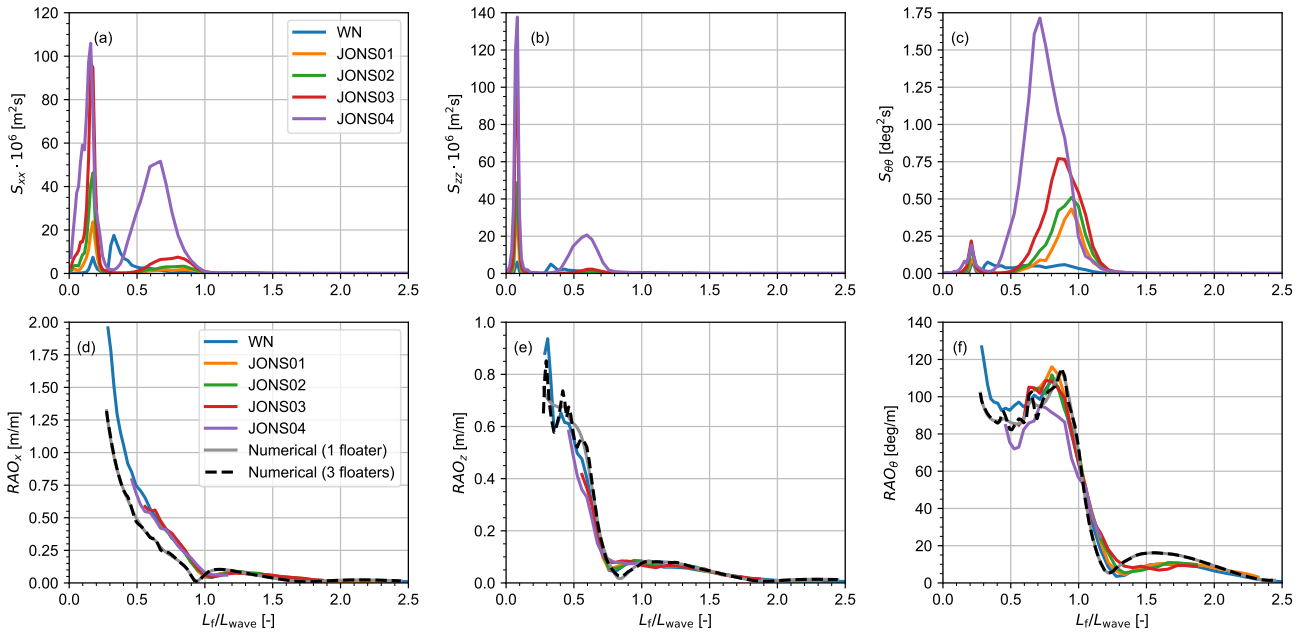 (a)
WN
JONS01
JONS02
JONS03
JONS04
S_xx · 10^6 [m²s]
0 20 40 60 80 100 120
0.0 0.5 1.0 1.5 2.0 2.5
(b)
S_zz · 10^6 [m²s]
0 20 40 60 80 100 120 140
0.0 0.5 1.0 1.5 2.0 2.5
(c)
S_θθ [deg²s]
0.00 0.25 0.50 0.75 1.00 1.25 1.50 1.75
0.0 0.5 1.0 1.5 2.0 2.5
(d)
WN
JONS01
JONS02
JONS03
JONS04
Numerical (1 floater)
Numerical (3 floaters)
RAO_x [m/m]
0.00 0.25 0.50 0.75 1.00 1.25 1.50 1.75 2.00
0.0 0.5 1.0 1.5 2.0 2.5
L_f/L_wave [-]
(e)
RAO_z [m/m]
0.0 0.2 0.4 0.6 0.8 1.0
0.0 0.5 1.0 1.5 2.0 2.5
L_f/L_wave [-]
(f)
RAO_θ [deg/m]
0 20 40 60 80 100 120 140
0.0 0.5 1.0 1.5 2.0 2.5
L_f/L_wave [-]